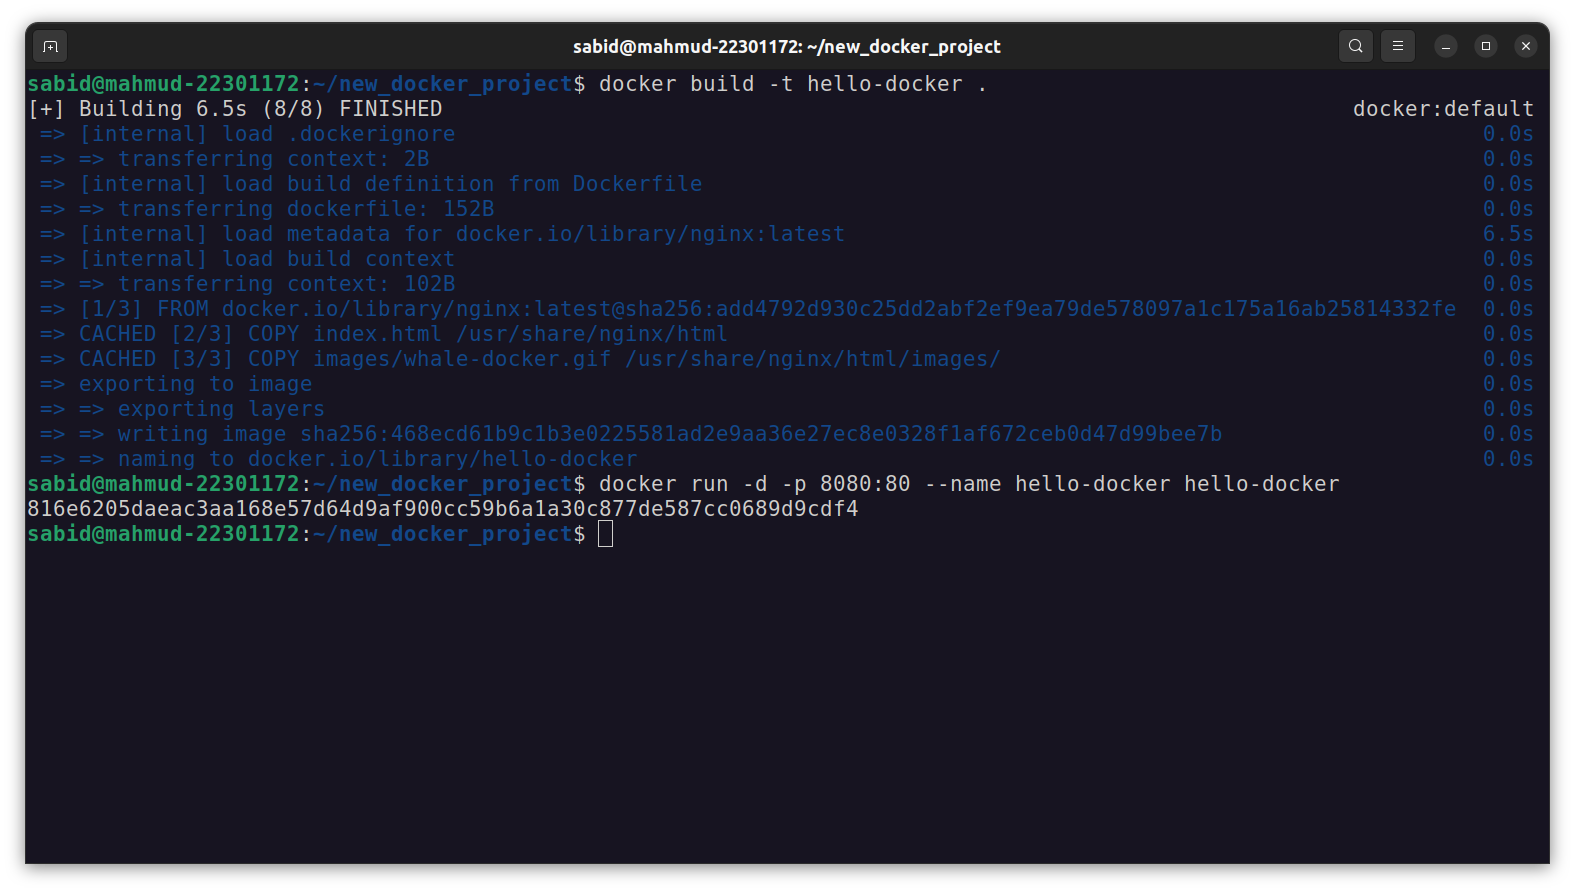 sabid@mahmud-22301172: ~/new_docker_project
sabid@mahmud-22301172:~/new_docker_project$ docker build -t hello-docker .
[+] Building 6.5s (8/8) FINISHED docker:default
=> [internal] load .dockerignore 0.0s
=> => transferring context: 2B 0.0s
=> [internal] load build definition from Dockerfile 0.0s
=> => transferring dockerfile: 152B 0.0s
=> [internal] load metadata for docker.io/library/nginx:latest 6.5s
=> [internal] load build context 0.0s
=> => transferring context: 102B 0.0s
=> [1/3] FROM docker.io/library/nginx:latest@sha256:add4792d930c25dd2abf2ef9ea79de578097a1c175a16ab25814332fe 0.0s
=> CACHED [2/3] COPY index.html /usr/share/nginx/html 0.0s
=> CACHED [3/3] COPY images/whale-docker.gif /usr/share/nginx/html/images/ 0.0s
=> exporting to image 0.0s
=> => exporting layers 0.0s
=> => writing image sha256:468ecd61b9c1b3e0225581ad2e9aa36e27ec8e0328f1af672ceb0d47d99bee7b 0.0s
=> => naming to docker.io/library/hello-docker 0.0s
sabid@mahmud-22301172:~/new_docker_project$ docker run -d -p 8080:80 --name hello-docker hello-docker
816e6205daeac3aa168e57d64d9af900cc59b6a1a30c877de587cc0689d9cdf4
sabid@mahmud-22301172:~/new_docker_project$